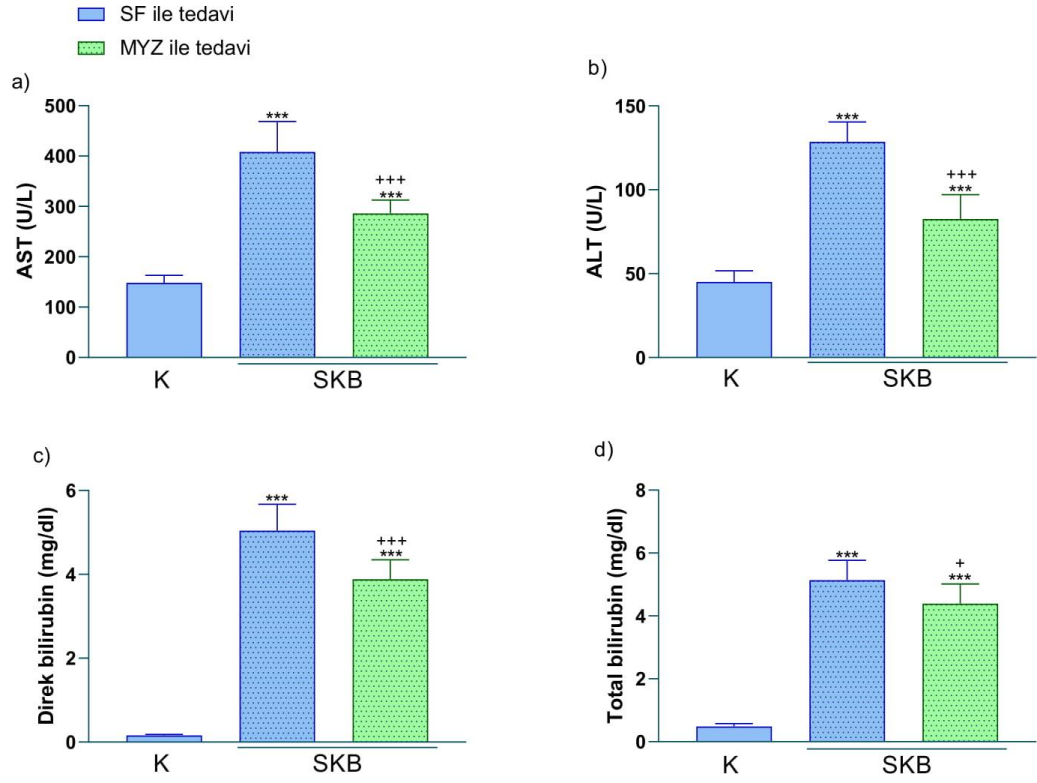 SF ile tedavi
MYZ ile tedavi
a)
AST (U/L)
500
400
300
200
100
0
***
+++
***
K
SKB
b)
ALT (U/L)
150
100
50
0
***
+++
***
K
SKB
c)
Direk bilirubin (mg/dl)
6
4
2
0
***
+++
***
K
SKB
d)
Total bilirubin (mg/dl)
8
6
4
2
0
***
+
***
K
SKB